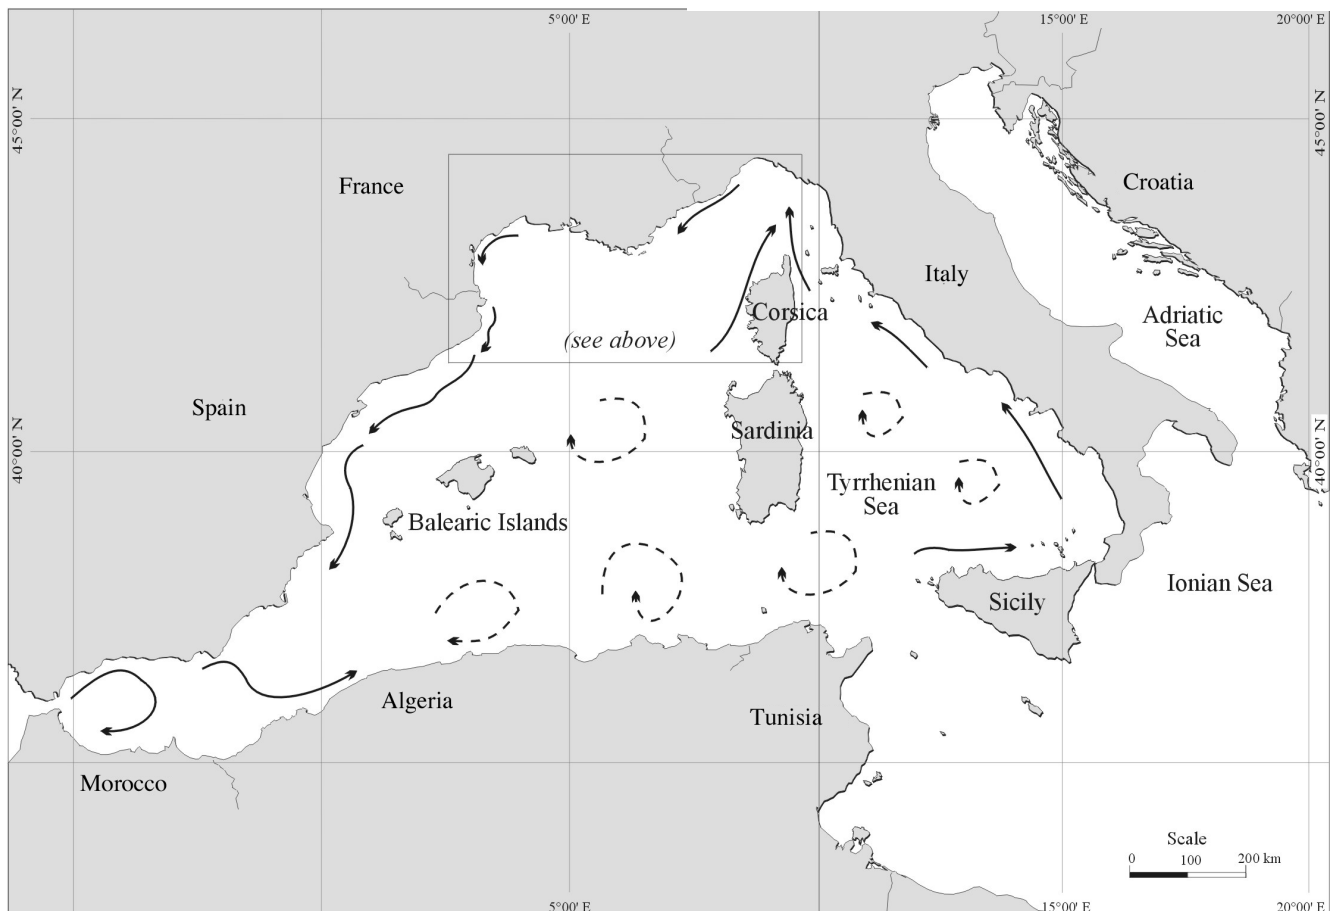 5°00' E
15°00' E
20°00' E
45°00' N
45°00' N
France
Croatia
Italy
Corsica
Adriatic
Sea
(see above)
Spain
Sardinia
40°00' N
40°00' N
Tyrrhenian
Sea
Balearic Islands
Ionian Sea
Sicily
Algeria
Tunisia
Morocco
Scale
0 100 200 km
5°00' E
15°00' E
20°00' E